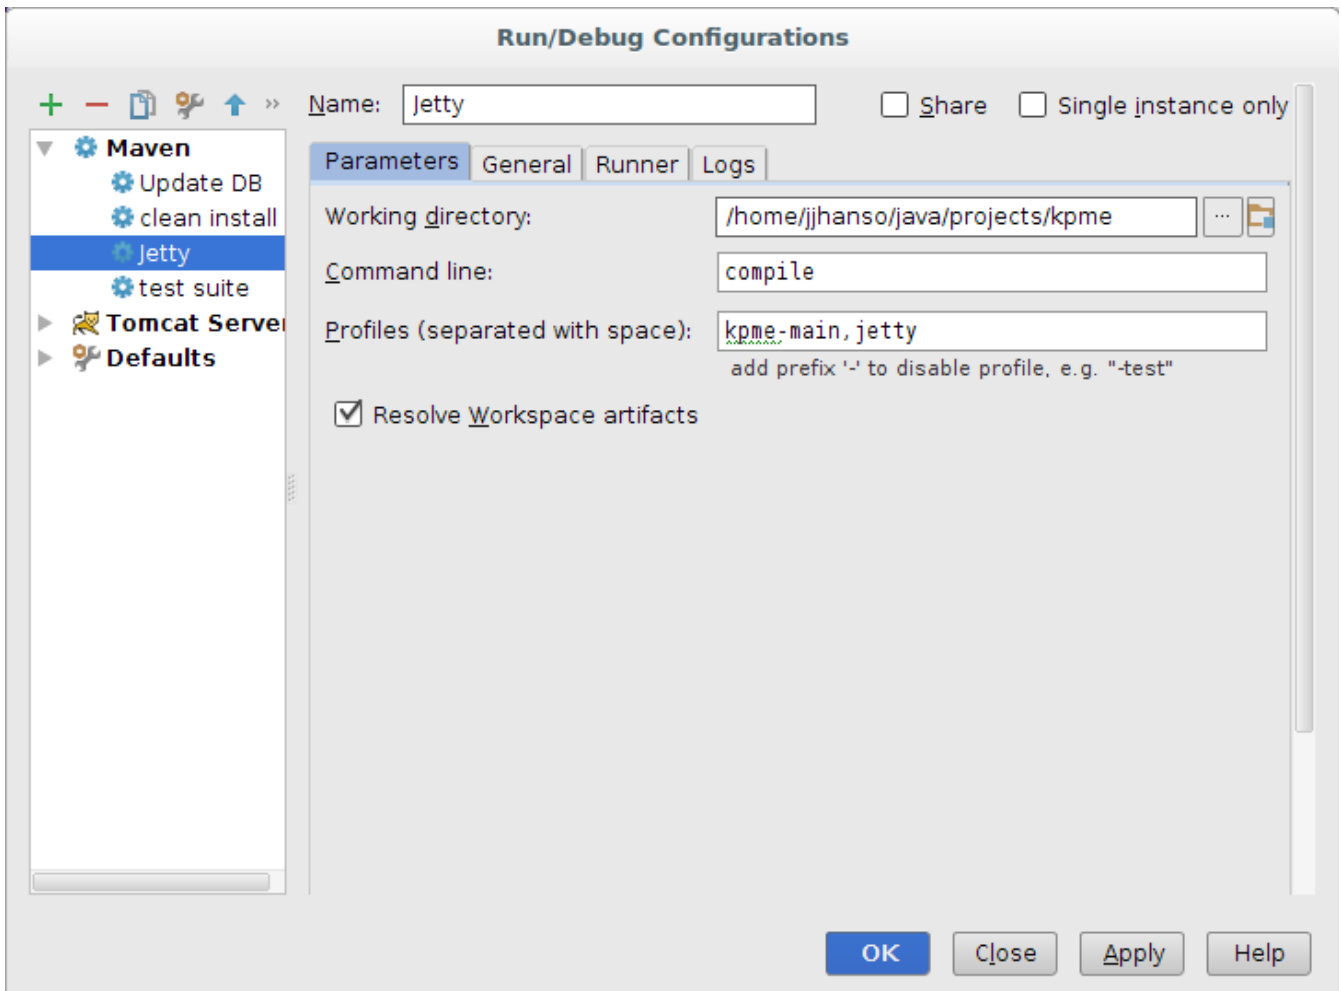 Run/Debug Configurations
Name: Jetty Share Single instance only
Maven
Update DB
clean install
Jetty
test suite
Tomcat Server
Defaults
Parameters General Runner Logs
Working directory: /home/jjhanso/java/projects/kpme ...
Command line: compile
Profiles (separated with space): kpme-main,jetty
add prefix '-' to disable profile, e.g. "-test"
Resolve Workspace artifacts
OK Close Apply Help